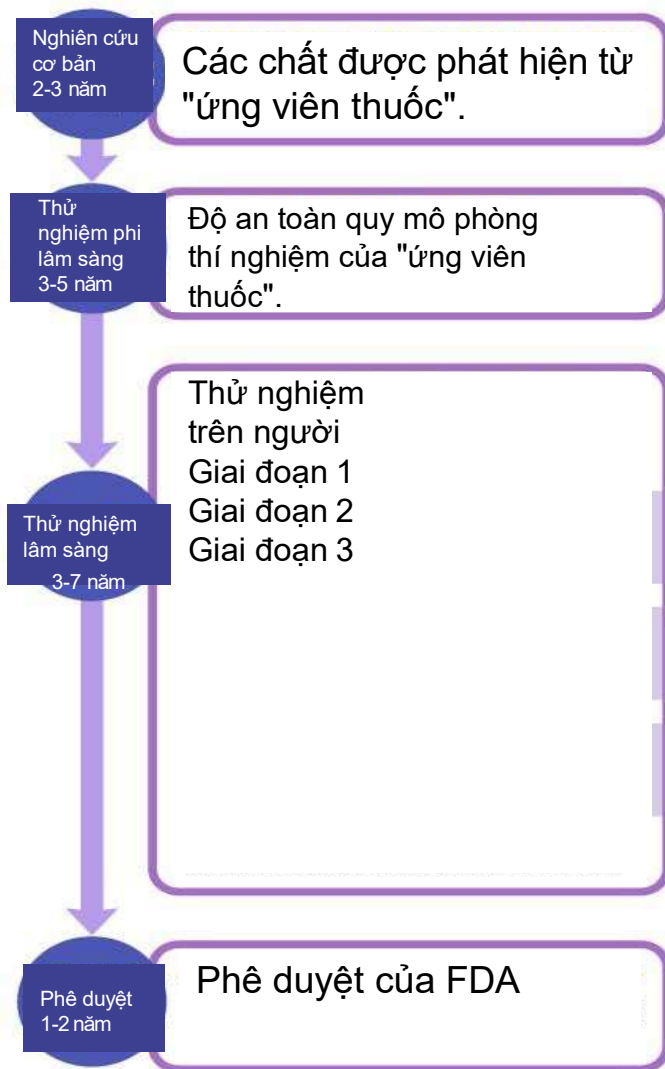 Nghiên cứu
cơ bản
2-3 năm
Các chất được phát hiện từ
"ứng viên thuốc".
Thử
nghiệm phi
lâm sàng
3-5 năm
Độ an toàn quy mô phòng
thí nghiệm của "ứng viên
thuốc".
Thử nghiệm
lâm sàng
3-7 năm
Thử nghiệm
trên người
Giai đoạn 1
Giai đoạn 2
Giai đoạn 3
Phê duyệt
1-2 năm
Phê duyệt của FDA